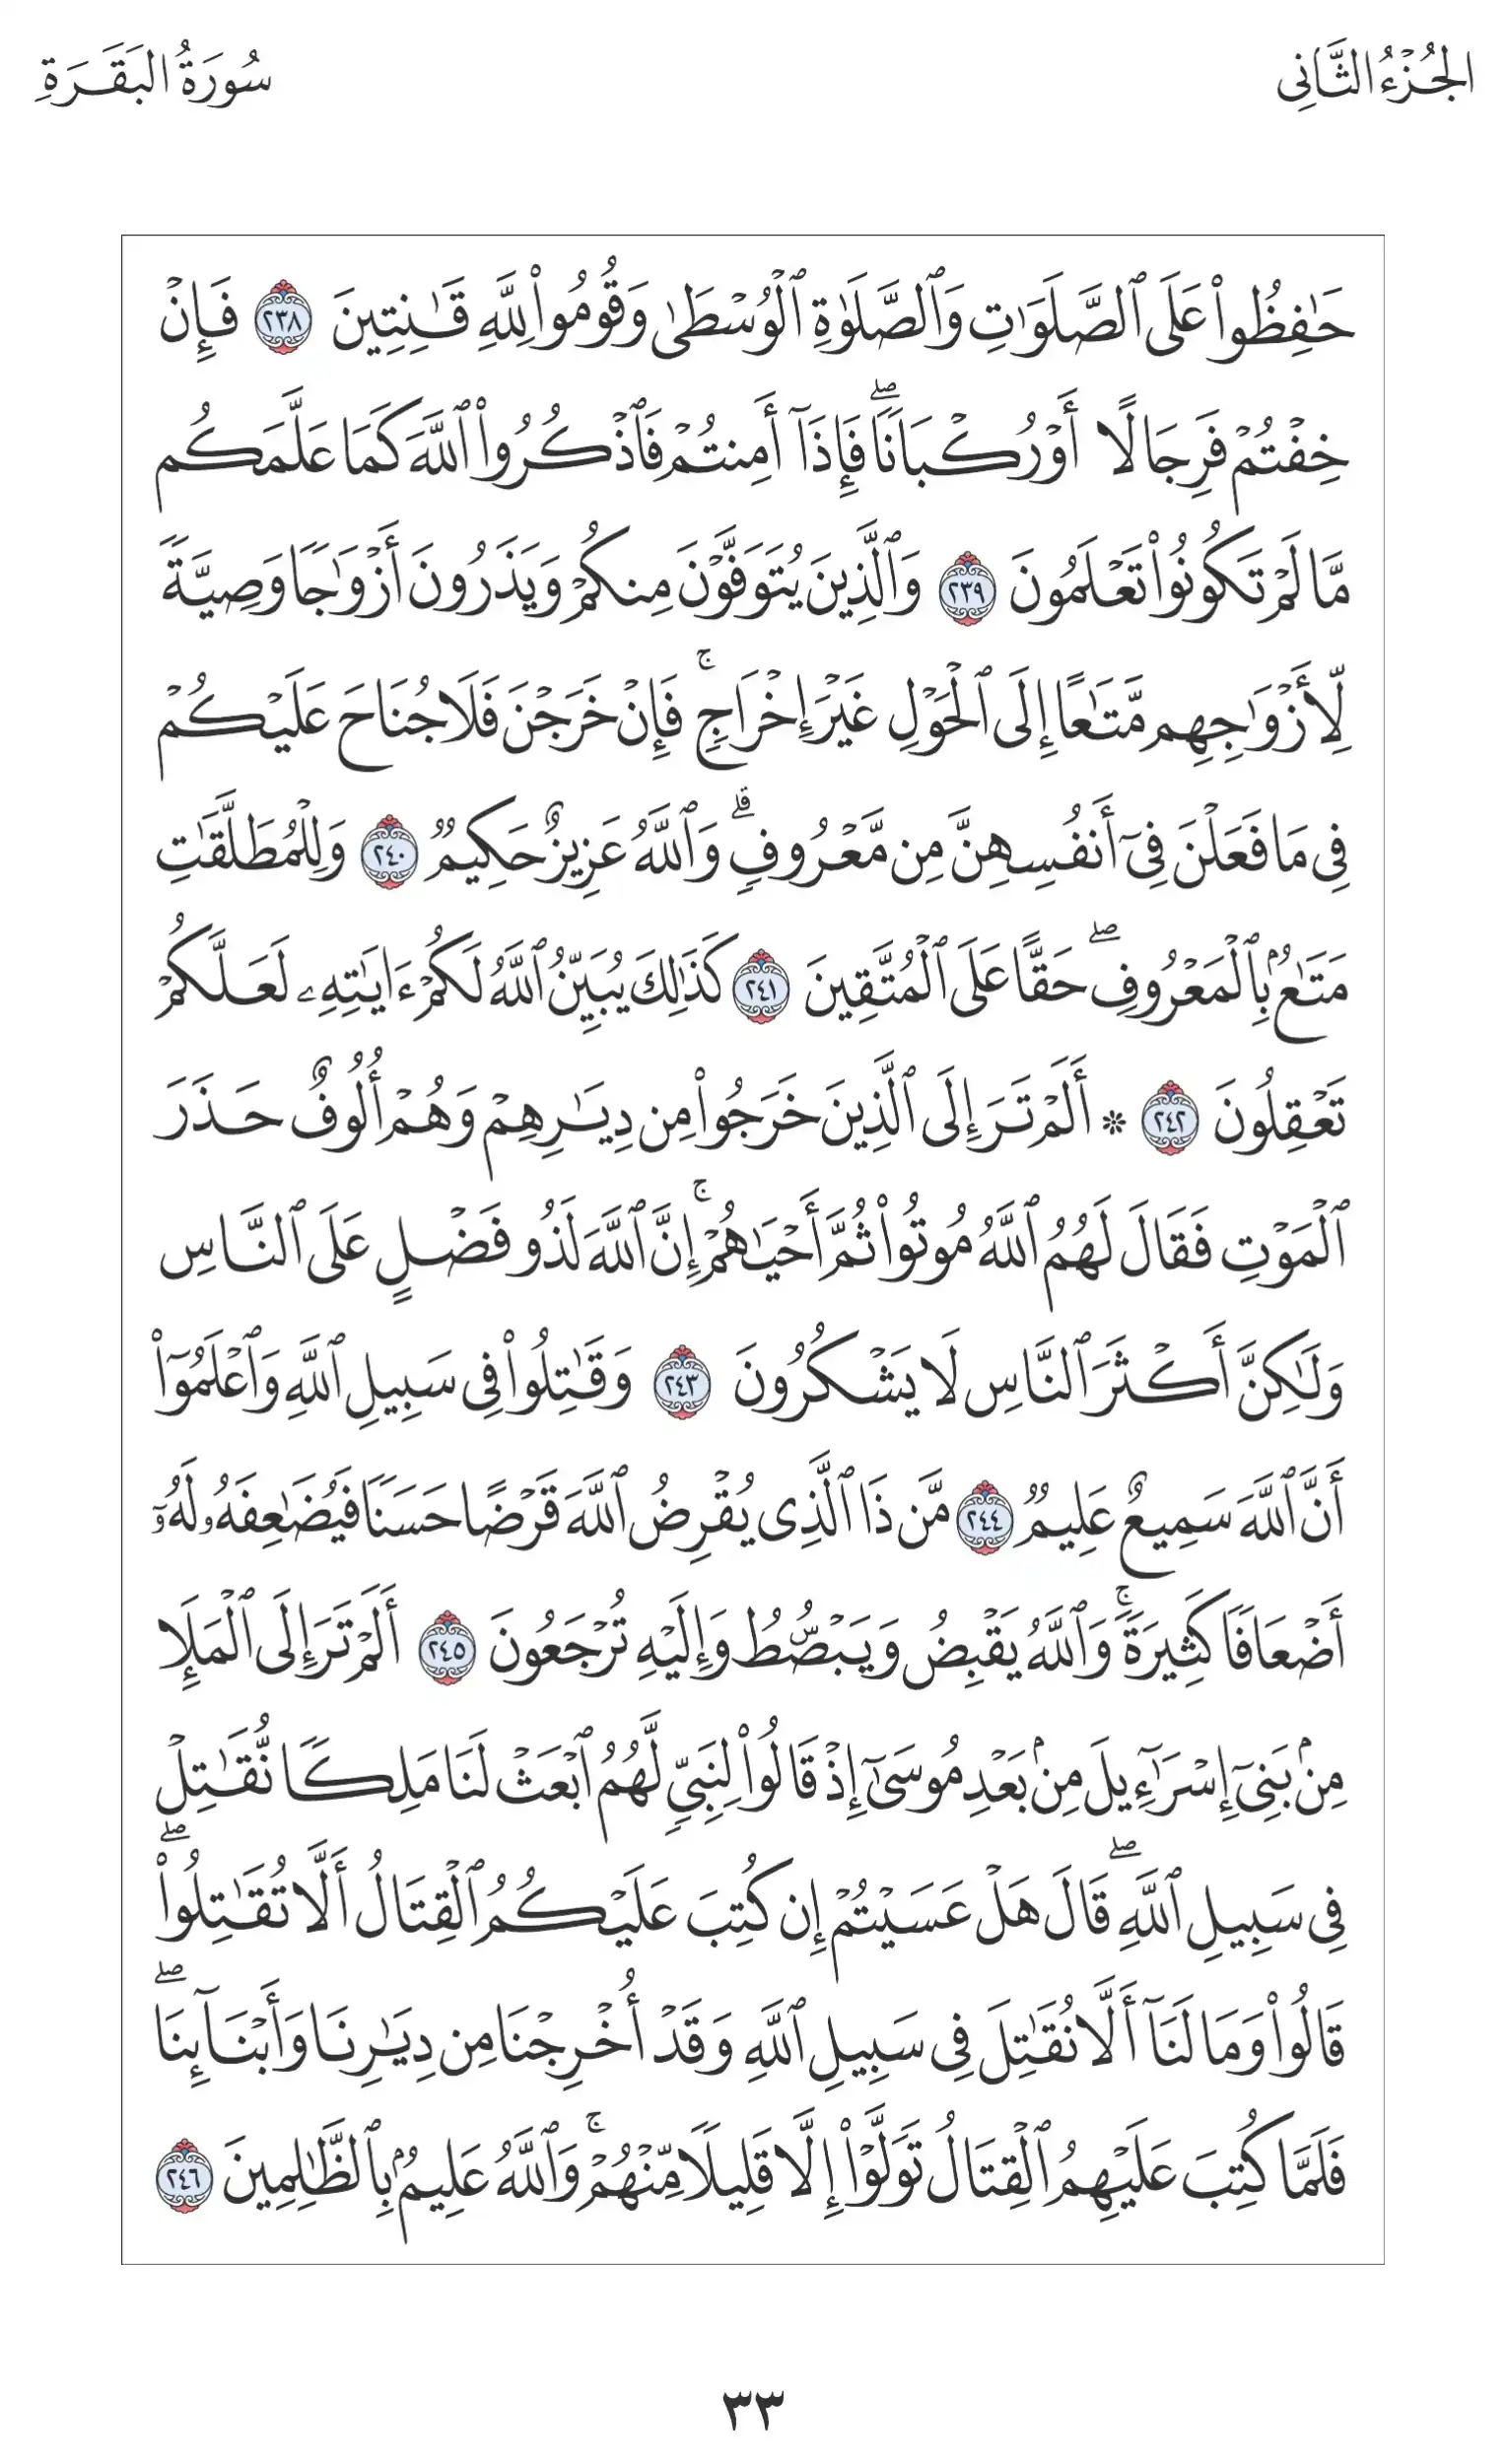 الجُزْءُ الثَّانِي
سُورَةُ البَقَرَةِ
حَٰفِظُوا۟ عَلَى ٱلصَّلَوَٰتِ وَٱلصَّلَوٰةِ ٱلْوُسْطَىٰ وَقُومُوا۟ لِلَّهِ قَٰنِتِينَ ٢٣٨ فَإِنْ
خِفْتُمْ فَرِجَالًا أَوْ رُكْبَانًا ۖ فَإِذَآ أَمِنتُمْ فَٱذْكُرُوا۟ ٱللَّهَ كَمَا عَلَّمَكُم
مَّا لَمْ تَكُونُوا۟ تَعْلَمُونَ ٢٣٩ وَٱلَّذِينَ يُتَوَفَّوْنَ مِنكُمْ وَيَذَرُونَ أَزْوَٰجًا وَصِيَّةً
لِّأَزْوَٰجِهِم مَّتَٰعًا إِلَى ٱلْحَوْلِ غَيْرَ إِخْرَاجٍ ۚ فَإِنْ خَرَجْنَ فَلَا جُنَاحَ عَلَيْكُمْ
فِى مَا فَعَلْنَ فِىٓ أَنفُسِهِنَّ مِن مَّعْرُوفٍ ۗ وَٱللَّهُ عَزِيزٌ حَكِيمٌ ٢٤٠ وَلِلْمُطَلَّقَٰتِ
مَتَٰعٌۢ بِٱلْمَعْرُوفِ ۖ حَقًّا عَلَى ٱلْمُتَّقِينَ ٢٤١ كَذَٰلِكَ يُبَيِّنُ ٱللَّهُ لَكُمْ ءَايَٰتِهِۦ لَعَلَّكُمْ
تَعْقِلُونَ ٢٤٢ * أَلَمْ تَرَ إِلَى ٱلَّذِينَ خَرَجُوا۟ مِن دِيَٰرِهِمْ وَهُمْ أُلُوفٌ حَذَرَ
ٱلْمَوْتِ فَقَالَ لَهُمُ ٱللَّهُ مُوتُوا۟ ثُمَّ أَحْيَٰهُمْ ۚ إِنَّ ٱللَّهَ لَذُو فَضْلٍ عَلَى ٱلنَّاسِ
وَلَٰكِنَّ أَكْثَرَ ٱلنَّاسِ لَا يَشْكُرُونَ ٢٤٣ وَقَٰتِلُوا۟ فِى سَبِيلِ ٱللَّهِ وَٱعْلَمُوٓا۟
أَنَّ ٱللَّهَ سَمِيعٌ عَلِيمٌ ٢٤٤ مَّن ذَا ٱلَّذِى يُقْرِضُ ٱللَّهَ قَرْضًا حَسَنًا فَيُضَٰعِفَهُۥ لَهُۥٓ
أَضْعَافًا كَثِيرَةً ۚ وَٱللَّهُ يَقْبِضُ وَيَبْصُۜطُ وَإِلَيْهِ تُرْجَعُونَ ٢٤٥ أَلَمْ تَرَ إِلَى ٱلْمَلَإِ
مِنۢ بَنِىٓ إِسْرَٰٓءِيلَ مِنۢ بَعْدِ مُوسَىٰٓ إِذْ قَالُوا۟ لِنَبِىٍّ لَّهُمُ ٱبْعَثْ لَنَا مَلِكًا نُّقَٰتِلْ
فِى سَبِيلِ ٱللَّهِ ۖ قَالَ هَلْ عَسَيْتُمْ إِن كُتِبَ عَلَيْكُمُ ٱلْقِتَالُ أَلَّا تُقَٰتِلُوا۟ ۖ
قَالُوا۟ وَمَا لَنَآ أَلَّا نُقَٰتِلَ فِى سَبِيلِ ٱللَّهِ وَقَدْ أُخْرِجْنَا مِن دِيَٰرِنَا وَأَبْنَآئِنَا ۖ
فَلَمَّا كُتِبَ عَلَيْهِمُ ٱلْقِتَالُ تَوَلَّوْا۟ إِلَّا قَلِيلًا مِّنْهُمْ ۚ وَٱللَّهُ عَلِيمٌۢ بِٱلظَّٰلِمِينَ ٢٤٦
٣٣